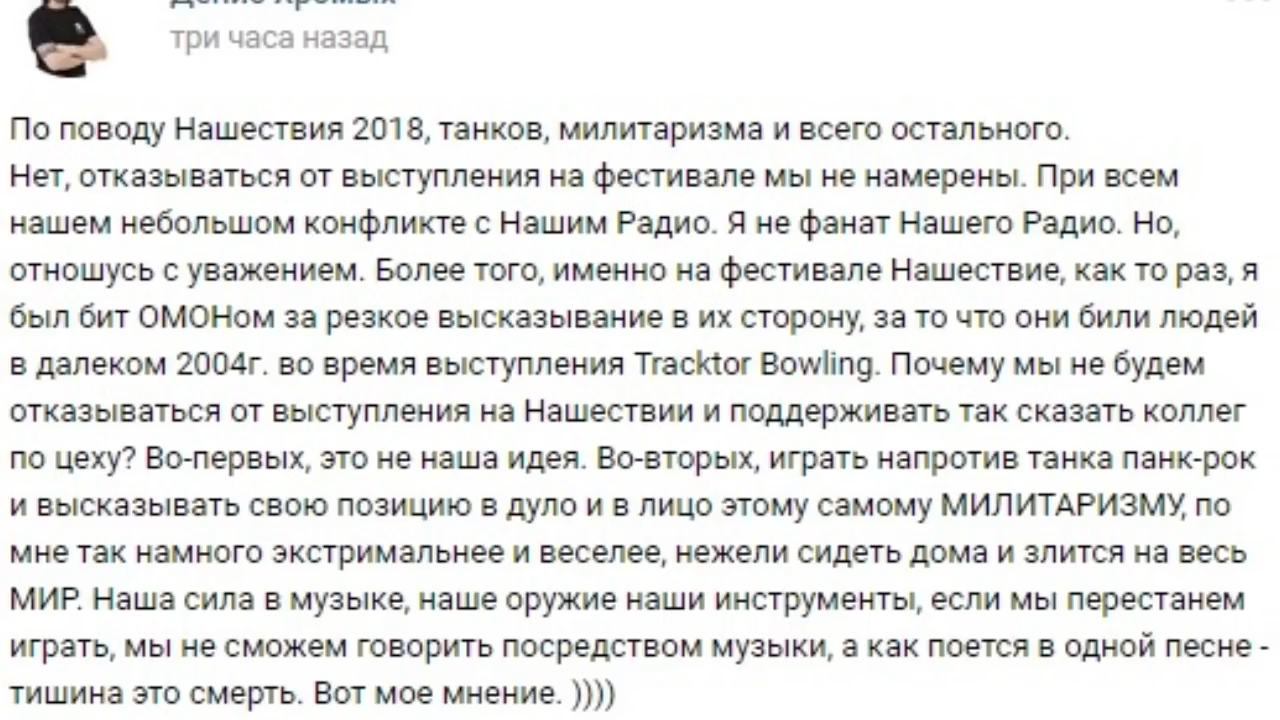 Денис Хромых
три часа назад
По поводу Нашествия 2018, танков, милитаризма и всего остального.
Нет, отказываться от выступления на фестивале мы не намерены. При всем
нашем небольшом конфликте с Нашим Радио. Я не фанат Нашего Радио. Но,
отношусь с уважением. Более того, именно на фестивале Нашествие, как то раз, я
был бит ОМОНом за резкое высказывание в их сторону, за то что они били людей
в далеком 2004г. во время выступления Tracktor Bowling. Почему мы не будем
отказываться от выступления на Нашествии и поддерживать так сказать коллег
по цеху? Во-первых, это не наша идея. Во-вторых, играть напротив танка панк-рок
и высказывать свою позицию в дуло и в лицо этому самому МИЛИТАРИЗМУ, по
мне так намного экстримальнее и веселее, нежели сидеть дома и злится на весь
МИР. Наша сила в музыке, наше оружие наши инструменты, если мы перестанем
играть, мы не сможем говорить посредством музыки, а как поется в одной песне -
тишина это смерть. Вот мое мнение. ))))